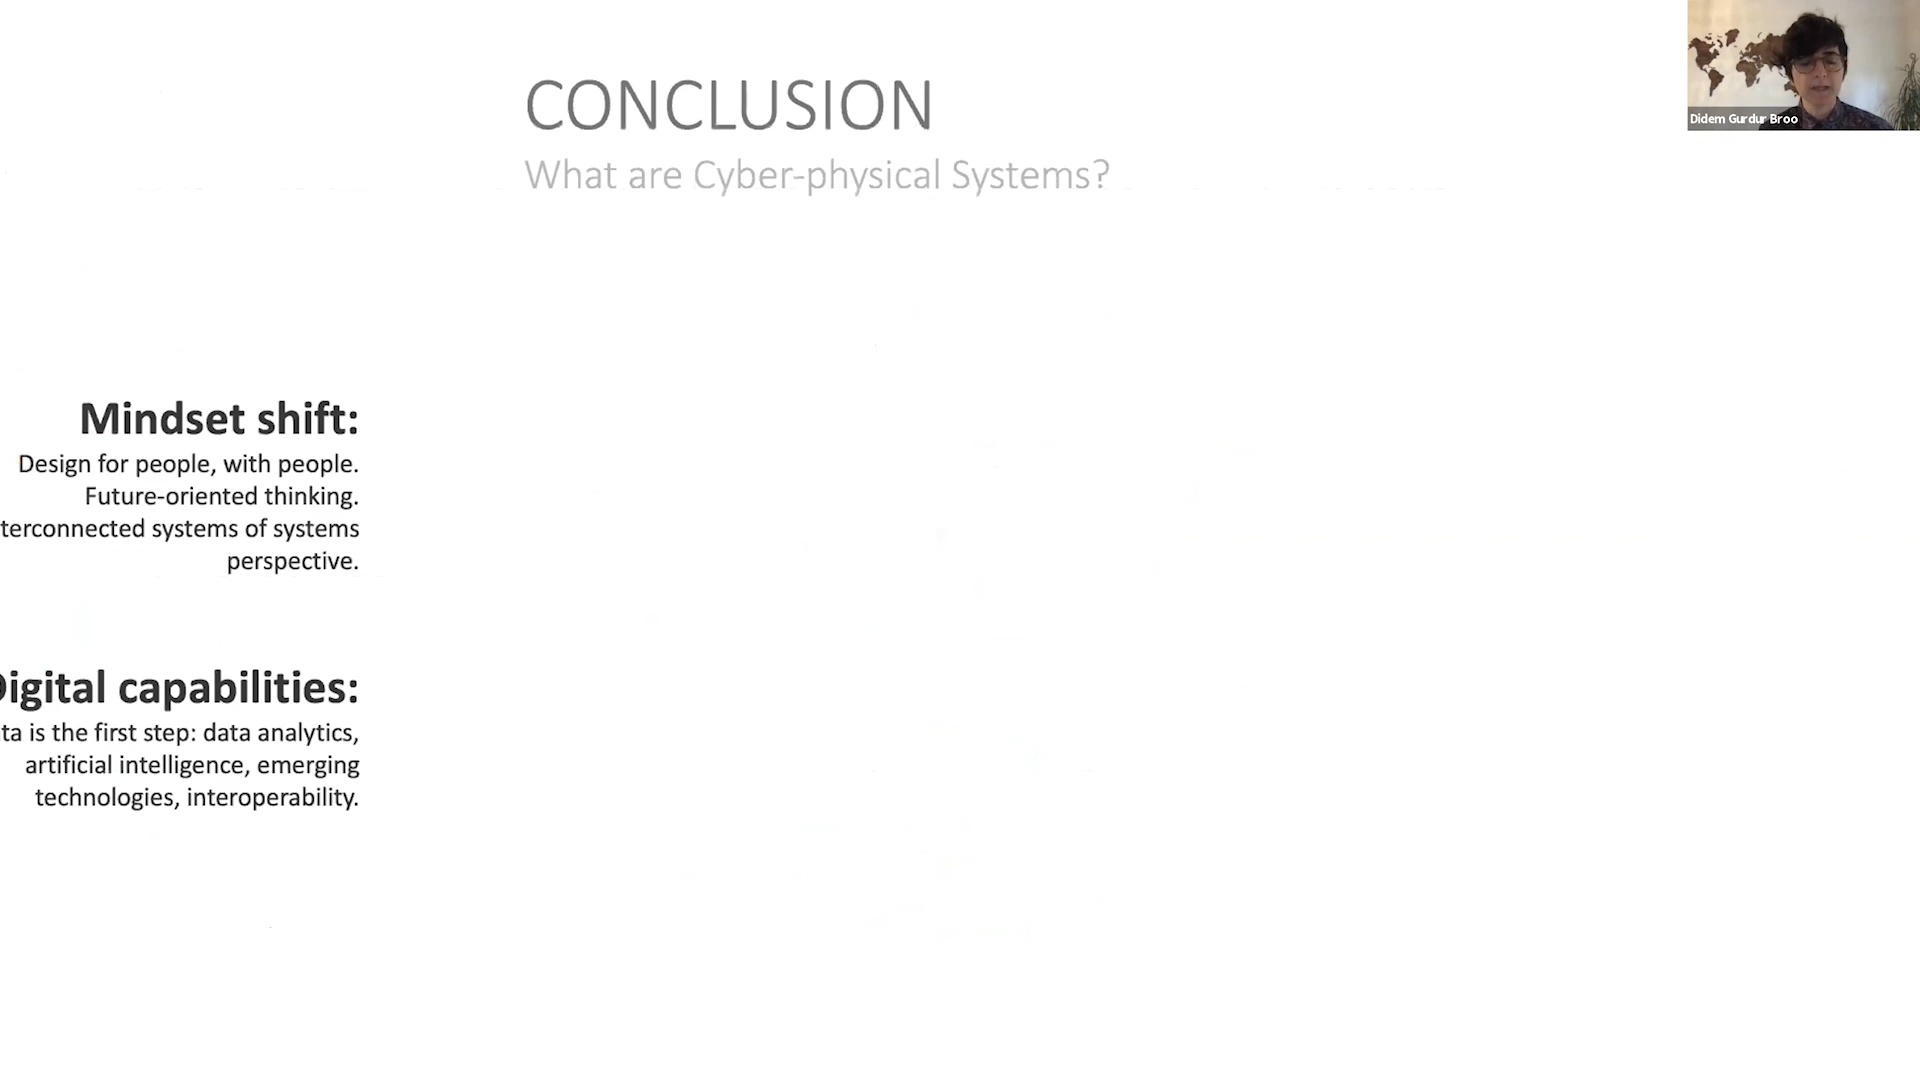 CONCLUSION
What are Cyber-physical Systems?
Didem Gurdur Broo
Mindset shift:
Design for people, with people.
Future-oriented thinking.
terconnected systems of systems
perspective.
Digital capabilities:
ta is the first step: data analytics,
artificial intelligence, emerging
technologies, interoperability.